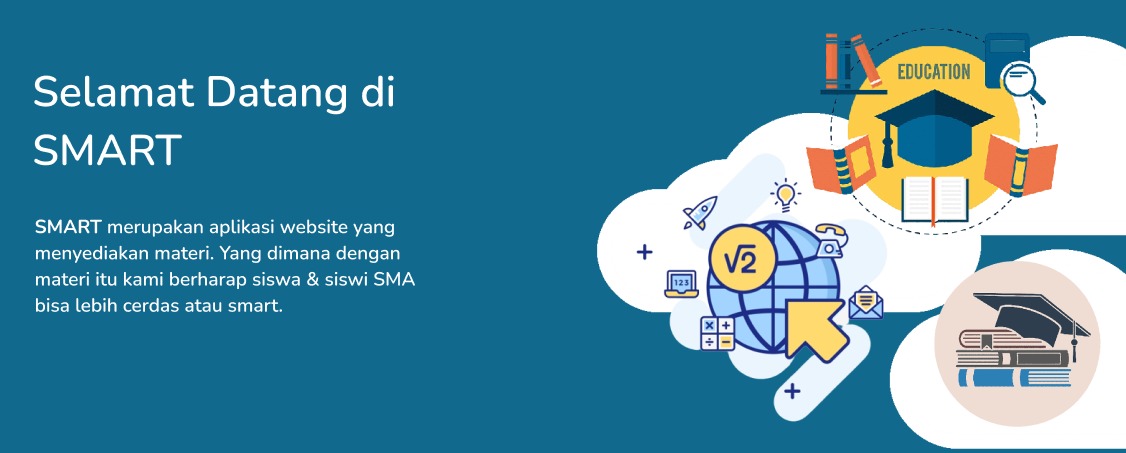 Selamat Datang di
SMART
SMART merupakan aplikasi website yang
menyediakan materi. Yang dimana dengan
materi itu kami berharap siswa & siswi SMA
bisa lebih cerdas atau smart.
EDUCATION
√2
123